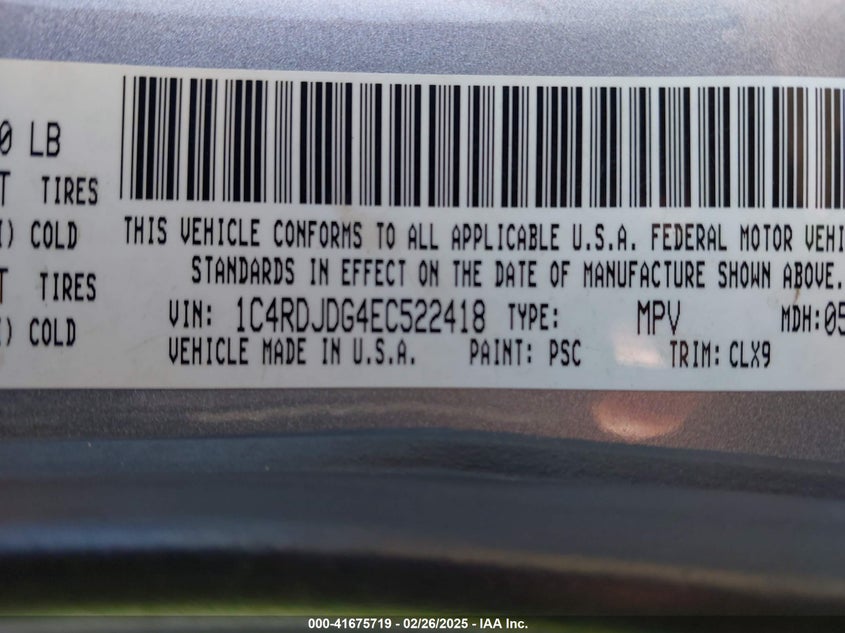 0 LB
T TIRES
I) COLD
T TIRES
I) COLD
THIS VEHICLE CONFORMS TO ALL APPLICABLE U.S.A. FEDERAL MOTOR VEHI
STANDARDS IN EFFECT ON THE DATE OF MANUFACTURE SHOWN ABOVE.
VIN: 1C4RDJDG4EC522418 TYPE: MPV MDH:05
VEHICLE MADE IN U.S.A. PAINT: PSC TRIM: CLX9
000-41675719 - 02/26/2025 - IAA Inc.